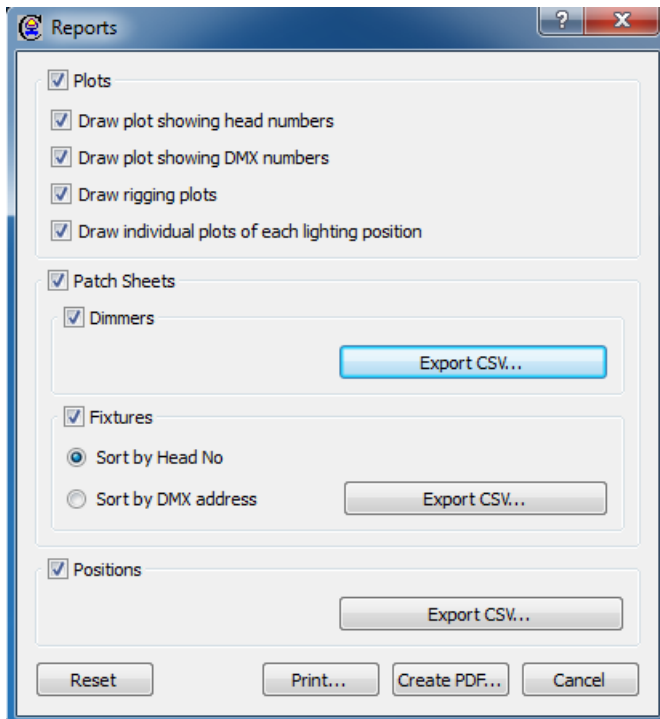 Reports
?
X
Plots
Draw plot showing head numbers
Draw plot showing DMX numbers
Draw rigging plots
Draw individual plots of each lighting position
Patch Sheets
Dimmers
Export CSV...
Fixtures
Sort by Head No
Sort by DMX address
Export CSV...
Positions
Export CSV...
Reset
Print...
Create PDF...
Cancel